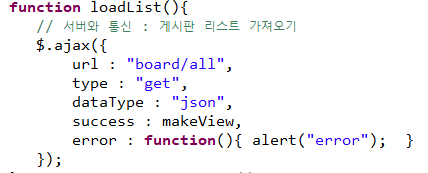 function loadList(){
// 서버와 통신 : 게시판 리스트 가져오기
$.ajax({
url : "board/all",
type : "get",
dataType : "json",
success : makeView,
error : function(){ alert("error");  }
});